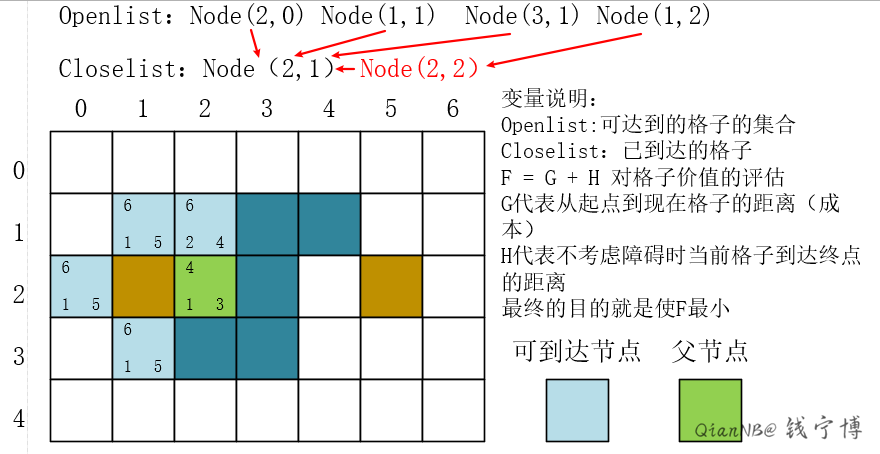 Openlist: Node(2,0) Node(1,1) Node(3,1) Node(1,2)
Closelist: Node（2,1） Node(2,2）
0 1 2 3 4 5 6
变量说明:
Openlist:可达到的格子的集合
Closelist: 已到达的格子
F = G + H 对格子价值的评估
G代表从起点到现在格子的距离（成
本）
H代表不考虑障碍时当前格子到达终点
的距离
最终的目的就是使F最小
0
1
6 6
1 5 2 4
2
6 4
1 5 1 3
3
6
1 5
4
可到达节点 父节点
QianNB@ 钱宁博